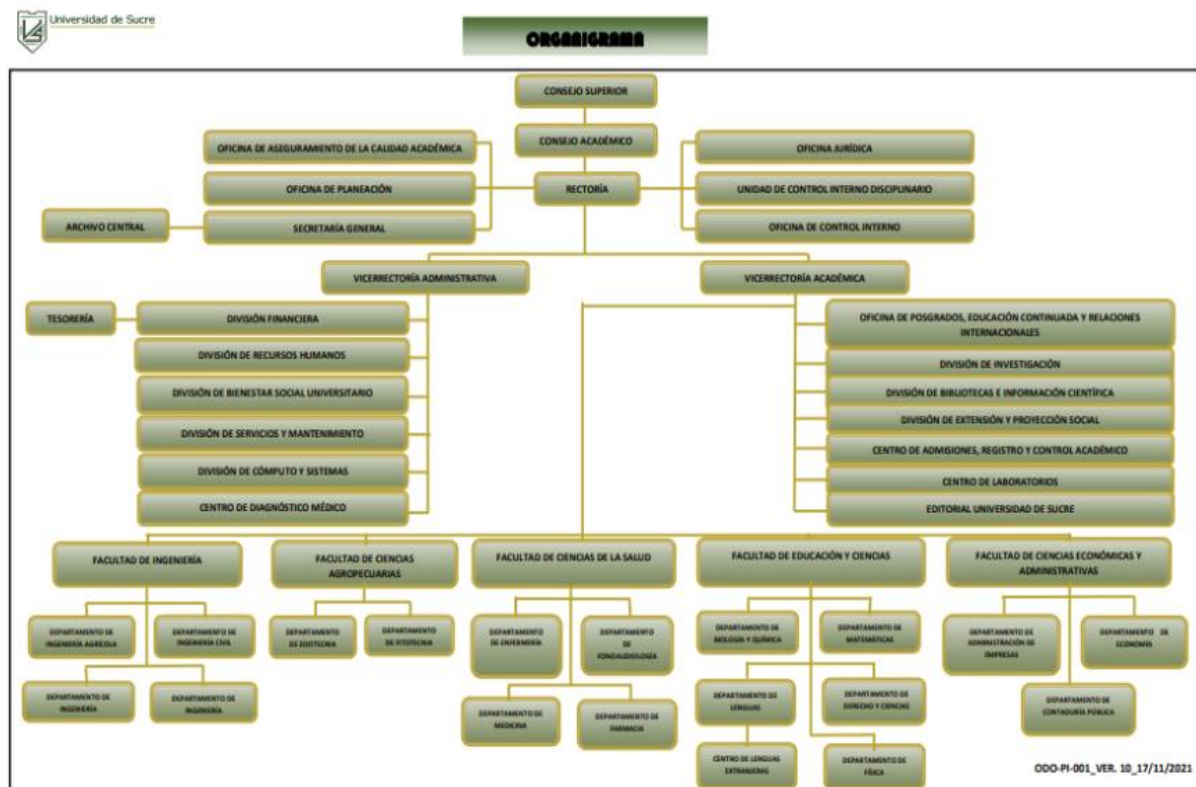 Universidad de Sucre
ORGANIGRAMA
CONSEJO SUPERIOR
CONSEJO ACADÉMICO
RECTORÍA
OFICINA DE ASEGURAMIENTO DE LA CALIDAD ACADÉMICA
OFICINA DE PLANEACIÓN
SECRETARÍA GENERAL
ARCHIVO CENTRAL
OFICINA JURÍDICA
UNIDAD DE CONTROL INTERNO DISCIPLINARIO
OFICINA DE CONTROL INTERNO
VICERRECTORÍA ADMINISTRATIVA
VICERRECTORÍA ACADÉMICA
TESORERÍA
DIVISIÓN FINANCIERA
DIVISIÓN DE RECURSOS HUMANOS
DIVISIÓN DE BIENESTAR SOCIAL UNIVERSITARIO
DIVISIÓN DE SERVICIOS Y MANTENIMIENTO
DIVISIÓN DE CÓMPUTO Y SISTEMAS
CENTRO DE DIAGNÓSTICO MÉDICO
OFICINA DE POSGRADOS, EDUCACIÓN CONTINUADA Y RELACIONES
INTERNACIONALES
DIVISIÓN DE INVESTIGACIÓN
DIVISIÓN DE BIBLIOTECAS E INFORMACIÓN CIENTÍFICA
DIVISIÓN DE EXTENSIÓN Y PROYECCIÓN SOCIAL
CENTRO DE ADMISIONES, REGISTRO Y CONTROL ACADÉMICO
CENTRO DE LABORATORIOS
EDITORIAL UNIVERSIDAD DE SUCRE
FACULTAD DE INGENIERÍA
FACULTAD DE CIENCIAS
AGROPECUARIAS
FACULTAD DE CIENCIAS DE LA SALUD
FACULTAD DE EDUCACIÓN Y CIENCIAS
FACULTAD DE CIENCIAS ECONÓMICAS Y
ADMINISTRATIVAS
DEPARTAMENTO DE
INGENIERÍA AGRÍCOLA
DEPARTAMENTO DE
INGENIERÍA CIVIL
DEPARTAMENTO DE
INGENIERÍA
DEPARTAMENTO DE
INGENIERÍA
DEPARTAMENTO
DE ZOOTECNIA
DEPARTAMENTO
DE FITOTECNIA
DEPARTAMENTO
DE ENFERMERÍA
DEPARTAMENTO
DE
FONOAUDIOLOGÍA
DEPARTAMENTO DE
MEDICINA
DEPARTAMENTO DE
FARMACIA
DEPARTAMENTO DE
BIOLOGÍA Y QUÍMICA
DEPARTAMENTO DE
MATEMÁTICAS
DEPARTAMENTO DE
LENGUAS
DEPARTAMENTO DE
DERECHO Y CIENCIAS
CENTRO DE LENGUAS
EXTRANJERAS
DEPARTAMENTO DE
FÍSICA
DEPARTAMENTO DE
ADMINISTRACIÓN DE
EMPRESAS
DEPARTAMENTO DE
ECONOMÍA
DEPARTAMENTO DE
CONTADURÍA PÚBLICA
ODO-PI-001_VER. 10_17/11/2021